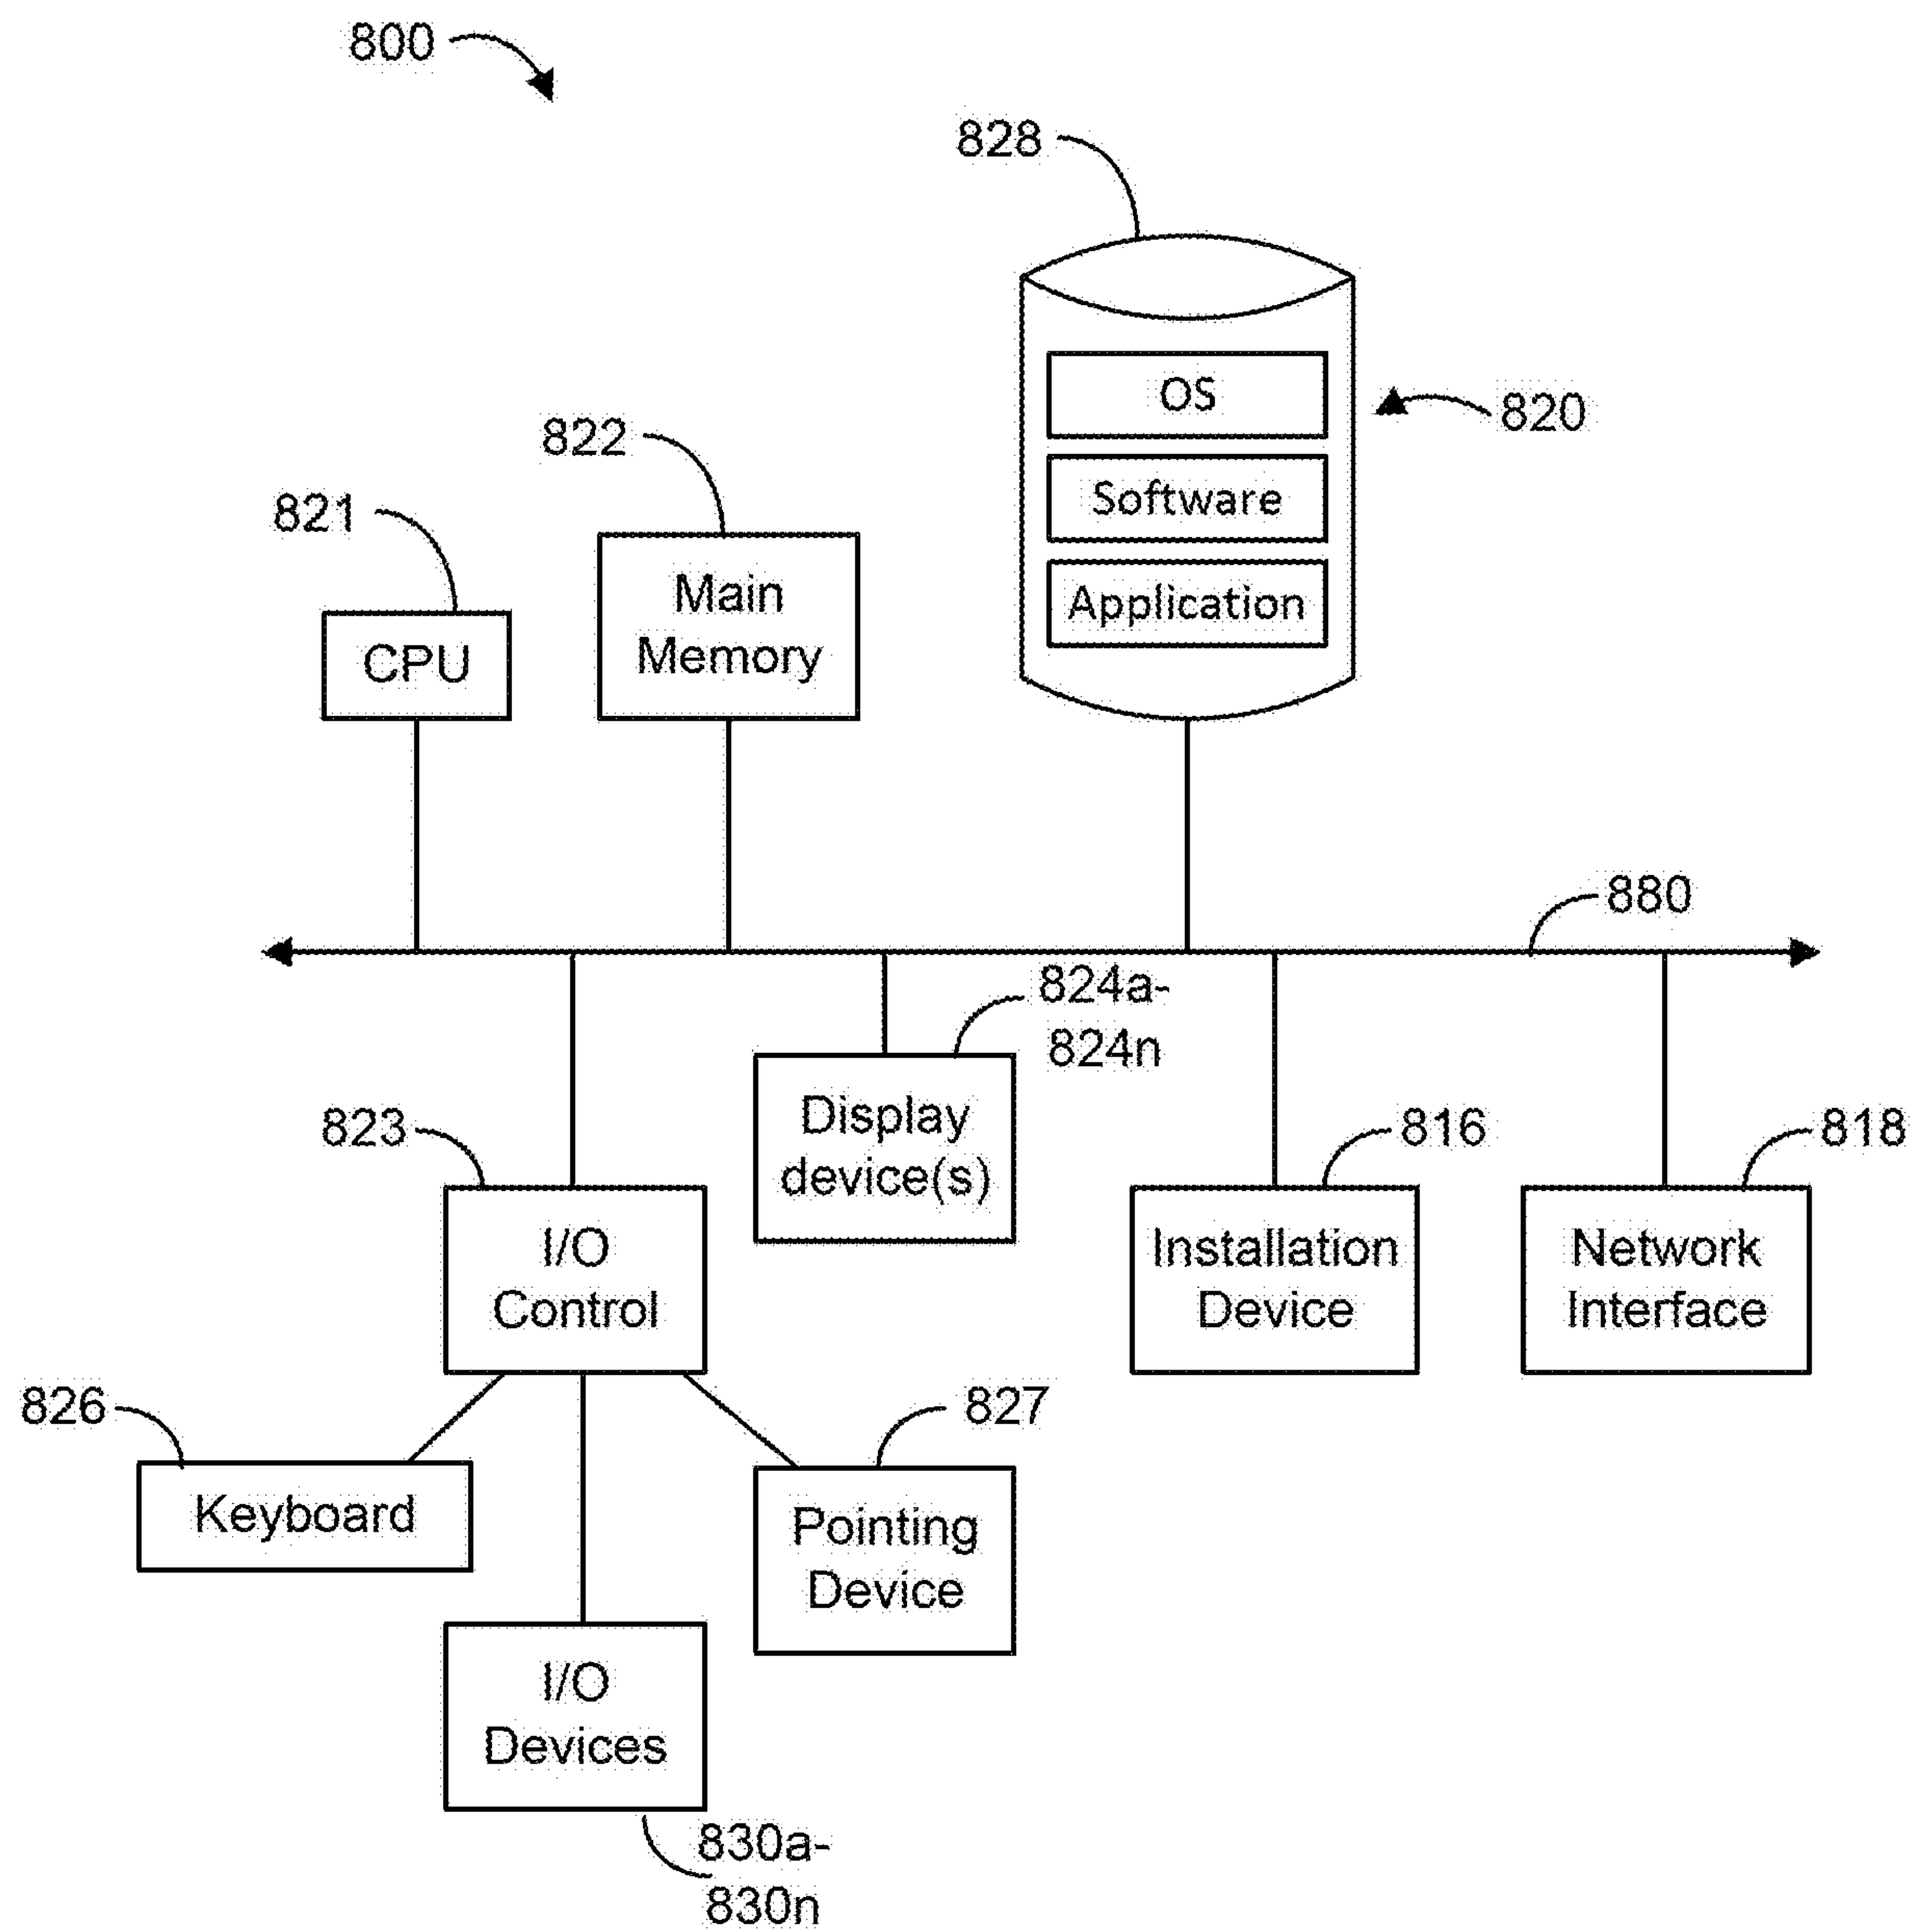 800
828
OS
820
822
Software
821
Main
Memory
Application
CPU
880
824a-
824n
Display
device(s)
823
816
818
I/O
Control
Installation
Device
Network
Interface
826
827
Keyboard
Pointing
Device
I/O
Devices
830a-
830n